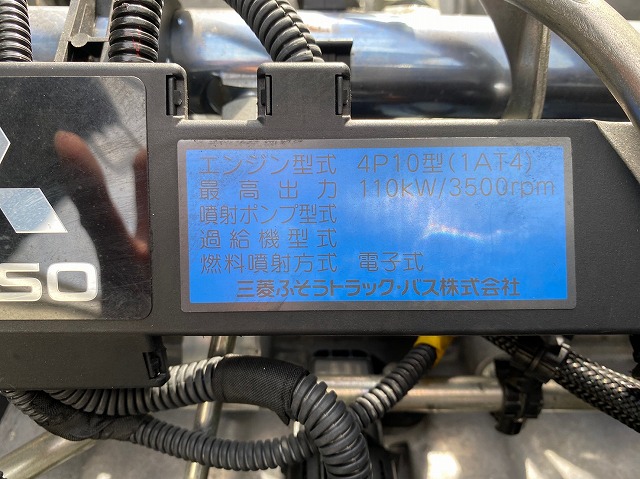 エンジン型式 4P10型(1AT4)
最高出力 110kW/3500rpm
噴射ポンプ型式
過給機型式
燃料噴射方式 電子式
三菱ふそうトラック・バス株式会社
SO